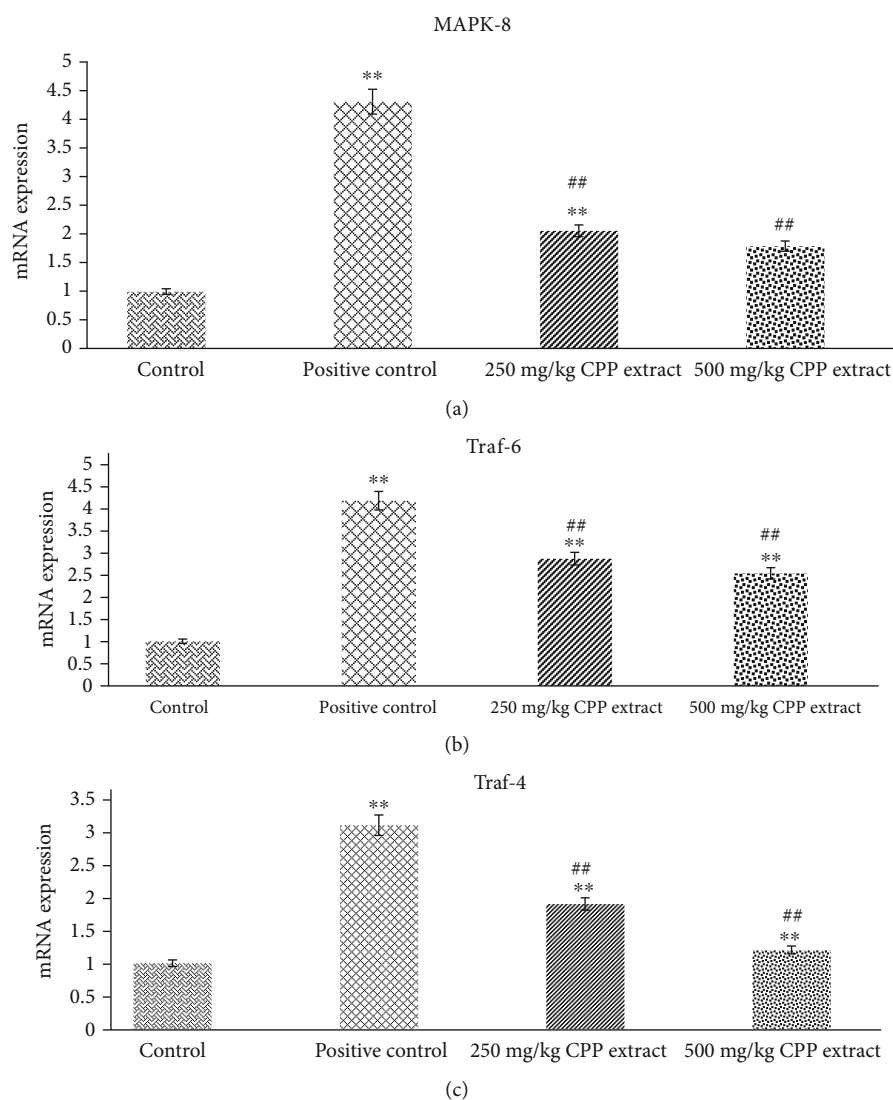 MAPK-8
mRNA expression
5
4.5
4
3.5
3
2.5
2
1.5
1
0.5
0
**
##
**
##
Control
Positive control
250 mg/kg CPP extract
500 mg/kg CPP extract
(a)
Traf-6
mRNA expression
5
4.5
4
3.5
3
2.5
2
1.5
1
0.5
0
**
##
**
##
**
Control
Positive control
250 mg/kg CPP extract
500 mg/kg CPP extract
(b)
Traf-4
mRNA expression
3.5
3
2.5
2
1.5
1
0.5
0
**
##
**
##
**
Control
Positive control
250 mg/kg CPP extract
500 mg/kg CPP extract
(c)